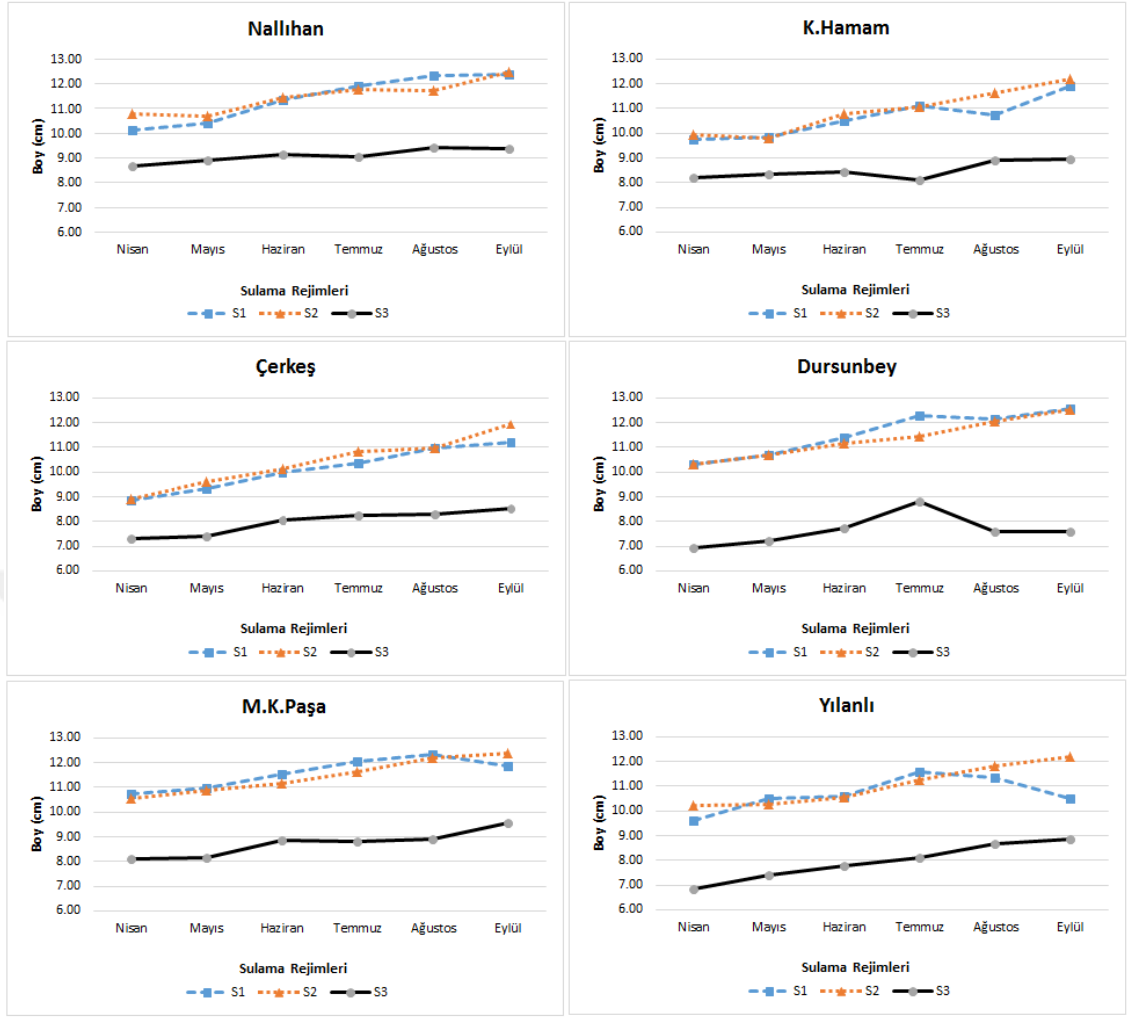 Nallıhan
13.00
12.00
11.00
10.00
9.00
8.00
7.00
6.00
Boy (cm)
Nisan Mayıs Haziran Temmuz Ağustos Eylül
Sulama Rejimleri
S1 S2 S3
K.Hamam
13.00
12.00
11.00
10.00
9.00
8.00
7.00
6.00
Boy (cm)
Nisan Mayıs Haziran Temmuz Ağustos Eylül
Sulama Rejimleri
S1 S2 S3
Çerkeş
13.00
12.00
11.00
10.00
9.00
8.00
7.00
6.00
Boy (cm)
Nisan Mayıs Haziran Temmuz Ağustos Eylül
Sulama Rejimleri
S1 S2 S3
Dursunbey
13.00
12.00
11.00
10.00
9.00
8.00
7.00
6.00
Boy (cm)
Nisan Mayıs Haziran Temmuz Ağustos Eylül
Sulama Rejimleri
S1 S2 S3
M.K.Paşa
13.00
12.00
11.00
10.00
9.00
8.00
7.00
6.00
Boy (cm)
Nisan Mayıs Haziran Temmuz Ağustos Eylül
Sulama Rejimleri
S1 S2 S3
Yılanlı
13.00
12.00
11.00
10.00
9.00
8.00
7.00
6.00
Boy (cm)
Nisan Mayıs Haziran Temmuz Ağustos Eylül
Sulama Rejimleri
S1 S2 S3